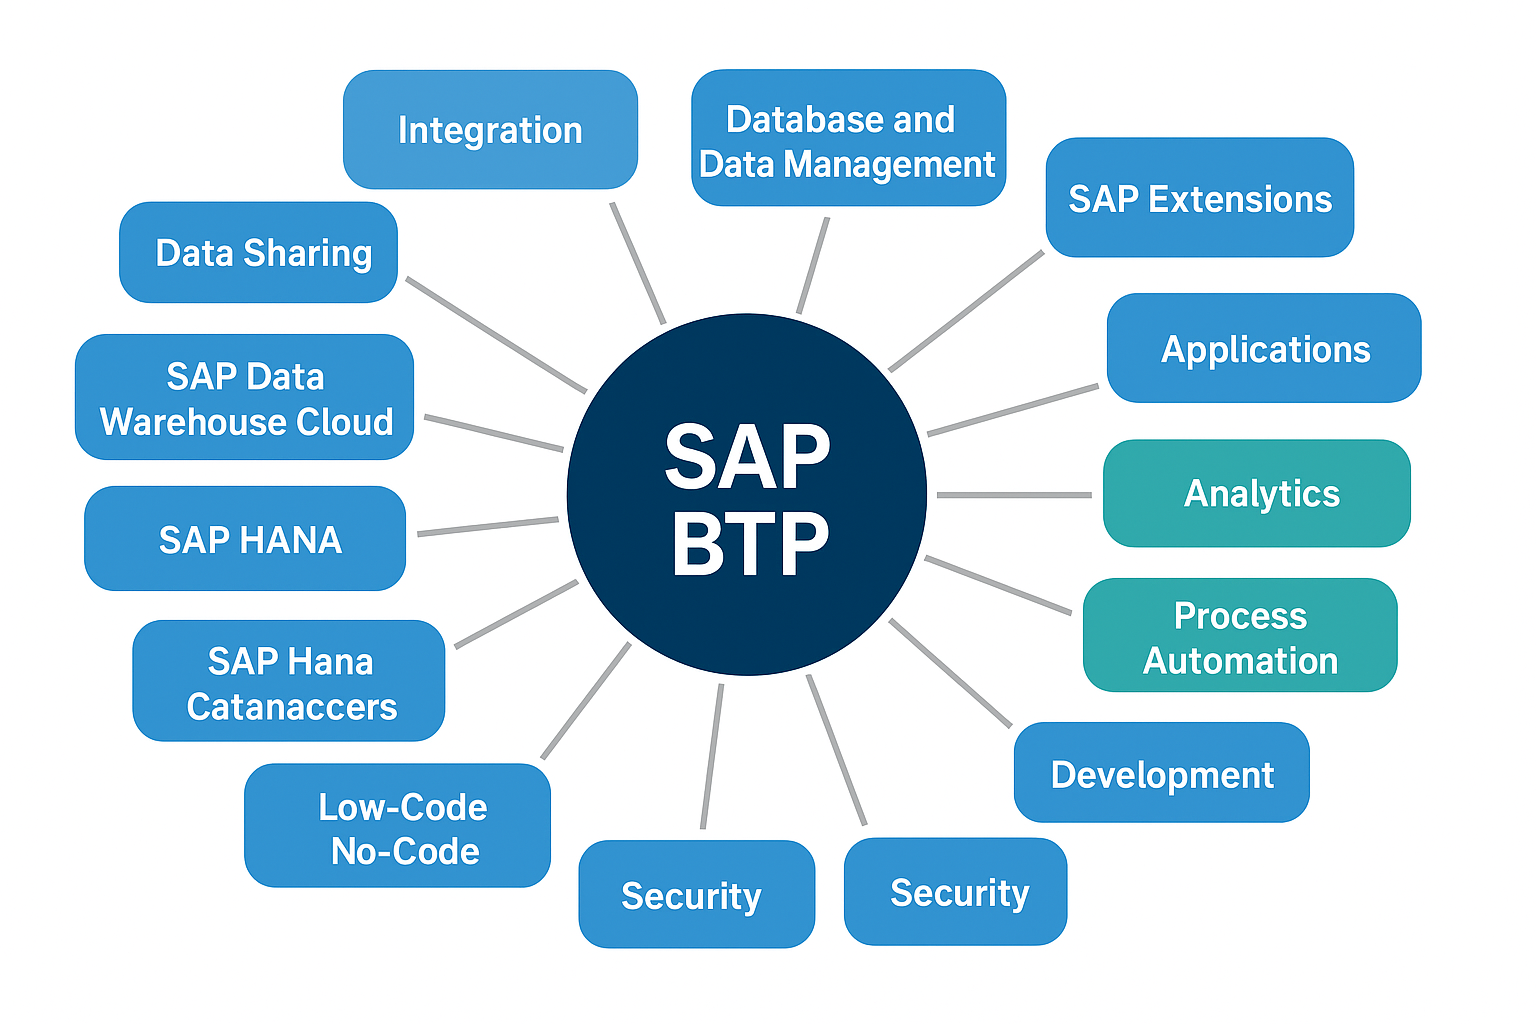 Integration
Database and
Data Management
SAP Extensions
Data Sharing
Applications
SAP Data
Warehouse Cloud
SAP
BTP
Analytics
SAP HANA
Process
Automation
SAP Hana
Catanaccers
Development
Low-Code
No-Code
Security
Security